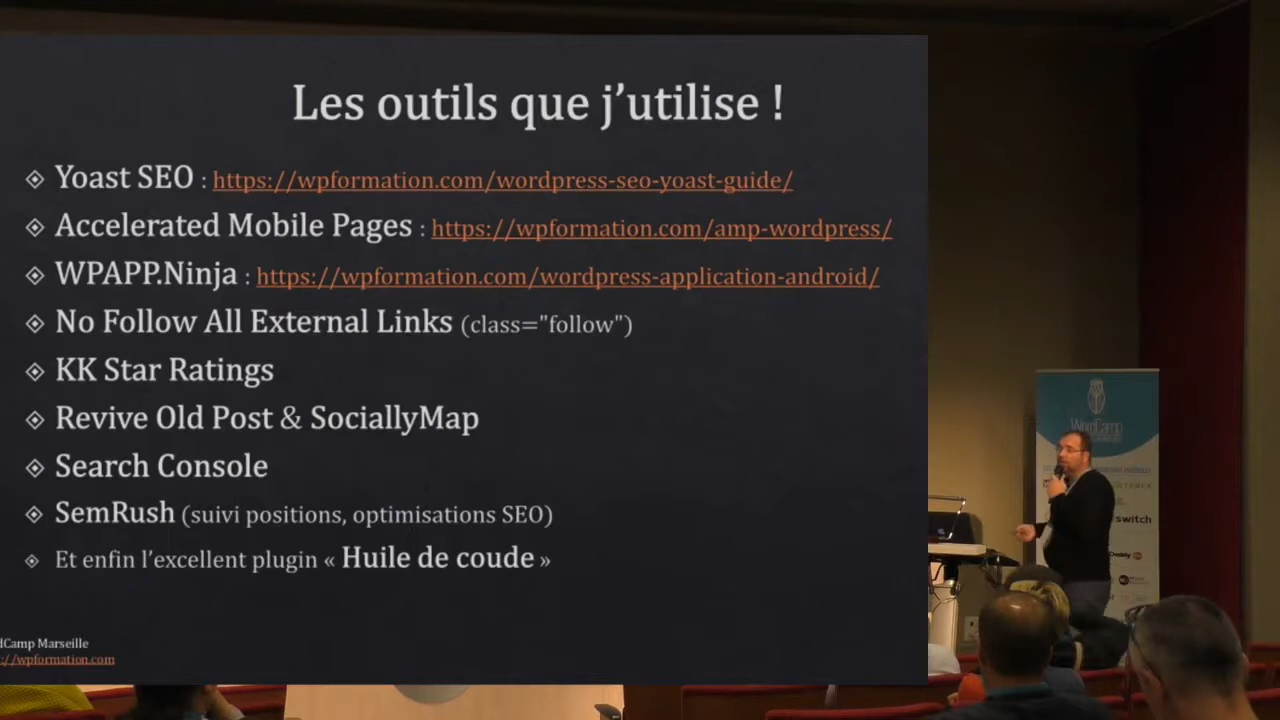 Les outils que j’utilise !
Yoast SEO : https://wpformation.com/wordpress-seo-yoast-guide/
Accelerated Mobile Pages : https://wpformation.com/amp-wordpress/
WPAPP.Ninja : https://wpformation.com/wordpress-application-android/
No Follow All External Links (class="follow")
KK Star Ratings
Revive Old Post & SociallyMap
Search Console
SemRush (suivi positions, optimisations SEO)
Et enfin l’excellent plugin « Huile de coude »
dCamp Marseille
://wpformation.com
WordCamp
switch